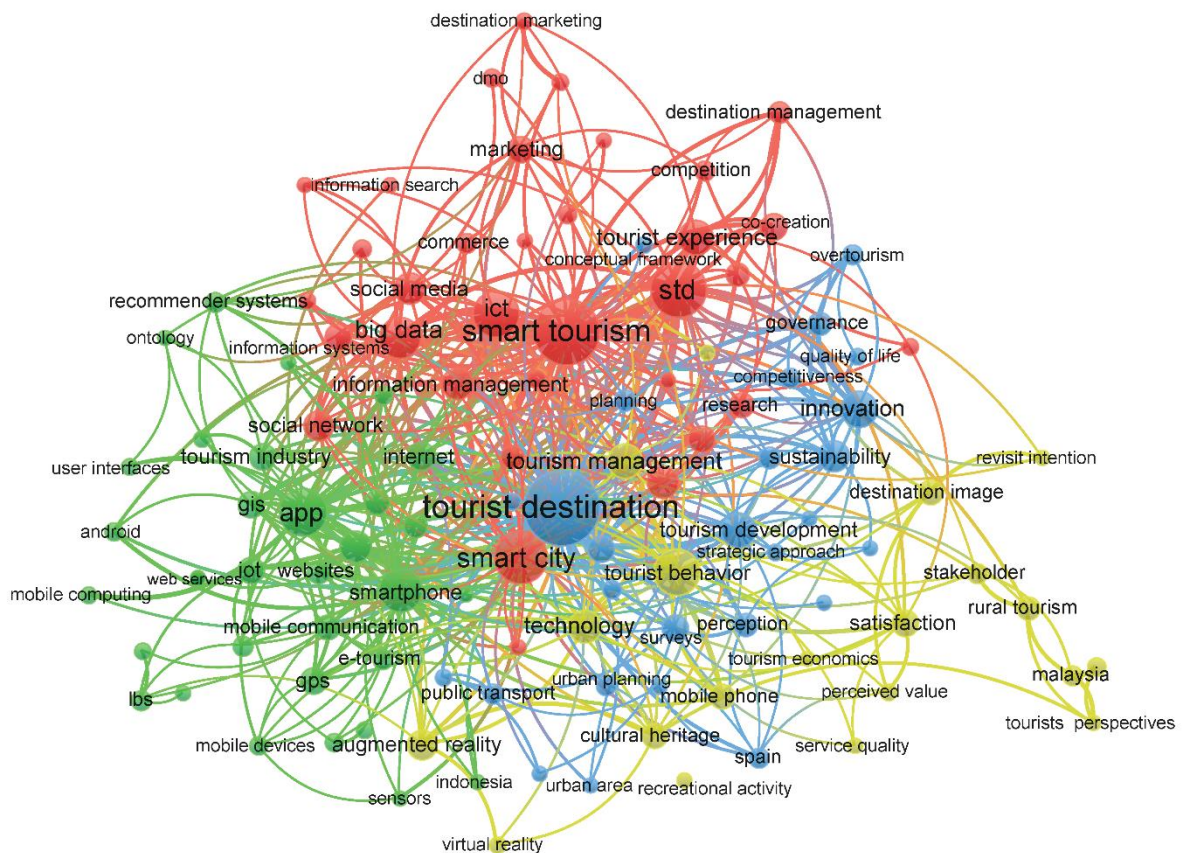 destination marketing
dmo
destination management
marketing
competition
information search
co-creation
tourist experience
commerce
conceptual framework
overtourism
social media
std
recommender systems
ict
smart tourism
governance
big data
ontology
information systems
quality of life
information management
competitiveness
planning
research
innovation
social network
tourism industry
internet
tourism management
sustainability
revisit intention
user interfaces
destination image
gis
app
tourist destination
android
tourism development
strategic approach
smart city
iot
websites
web services
tourist behavior
stakeholder
mobile computing
smartphone
rural tourism
mobile communication
technology
surveys
perception
satisfaction
e-tourism
tourism economics
gps
urban planning
malaysia
lbs
public transport
mobile phone
perceived value
tourists perspectives
mobile devices
augmented reality
cultural heritage
service quality
spain
indonesia
urban area
recreational activity
sensors
virtual reality